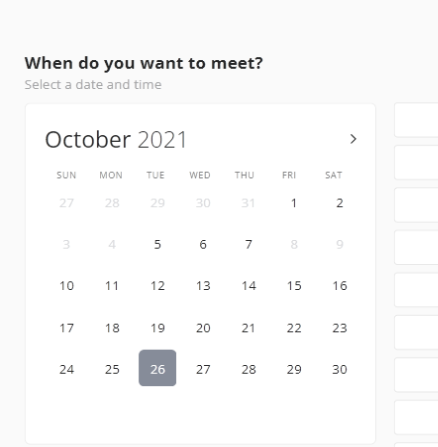 When do you want to meet?
Select a date and time
October 2021
SUN MON TUE WED THU FRI SAT
27 28 29 30 31 1 2
3 4 5 6 7 8 9
10 11 12 13 14 15 16
17 18 19 20 21 22 23
24 25 26 27 28 29 30